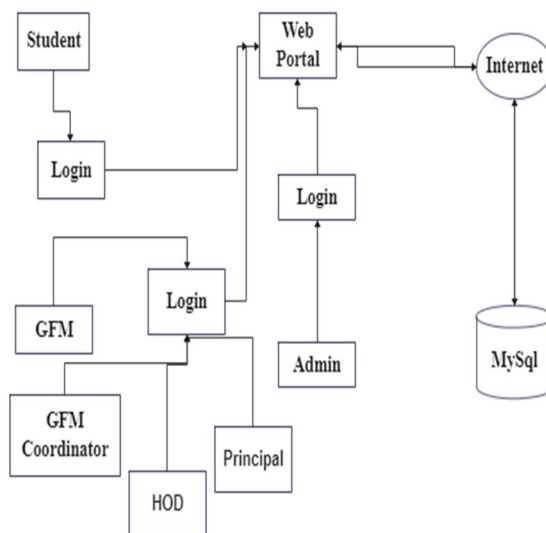 Student
Web
Portal
Internet
Login
Login
Login
GFM
Admin
MySql
GFM
Coordinator
Principal
HOD